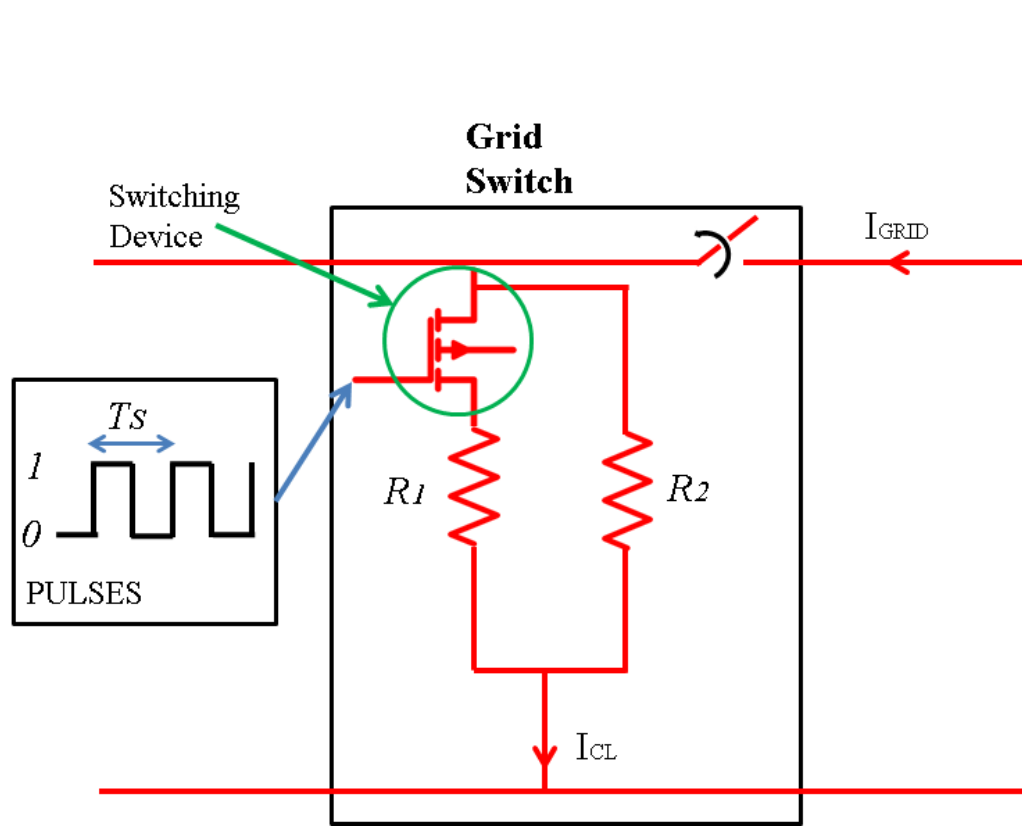 Grid
Switch
Switching
Device
IGRID
TS
1
0
PULSES
R1
R2
ICL